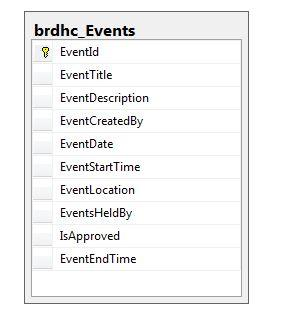 brdhc_Events
EventId
EventTitle
EventDescription
EventCreatedBy
EventDate
EventStartTime
EventLocation
EventsHeldBy
IsApproved
EventEndTime